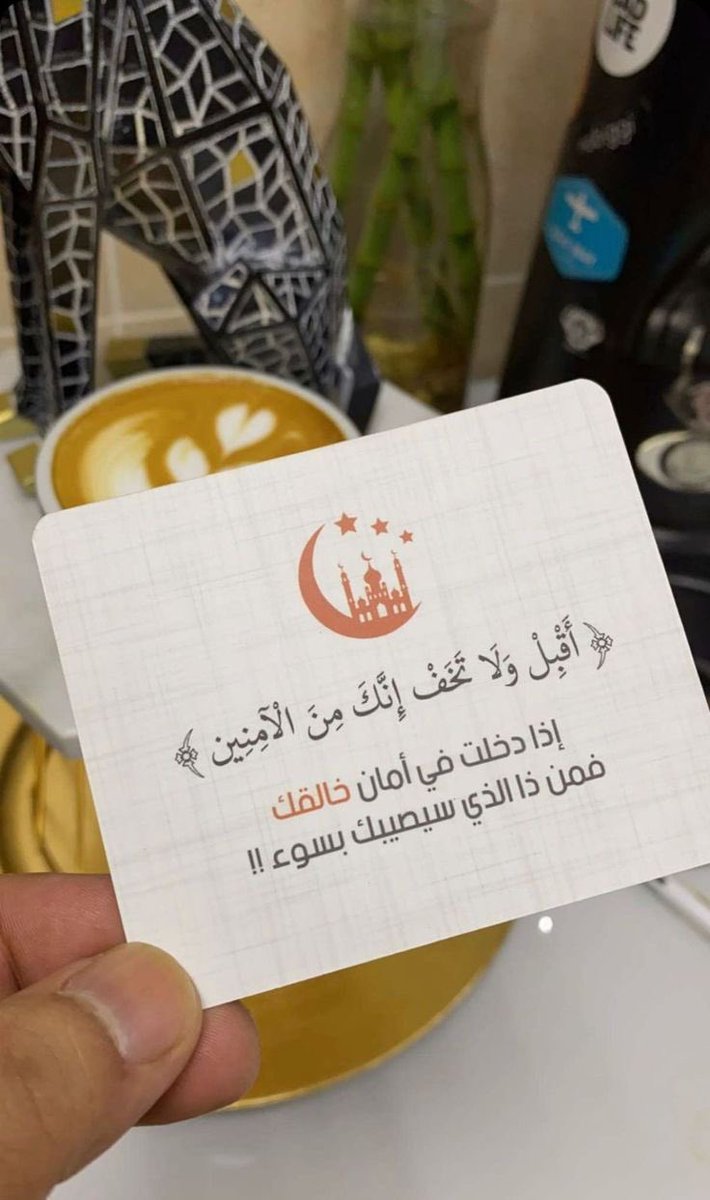 ﴿ أَقْبِلْ وَلَا تَخَفْ إِنَّكَ مِنَ الْآمِنِين ﴾
إذا دخلت في أمان خالقك
فمن ذا الذي سيصيبك بسوء !!